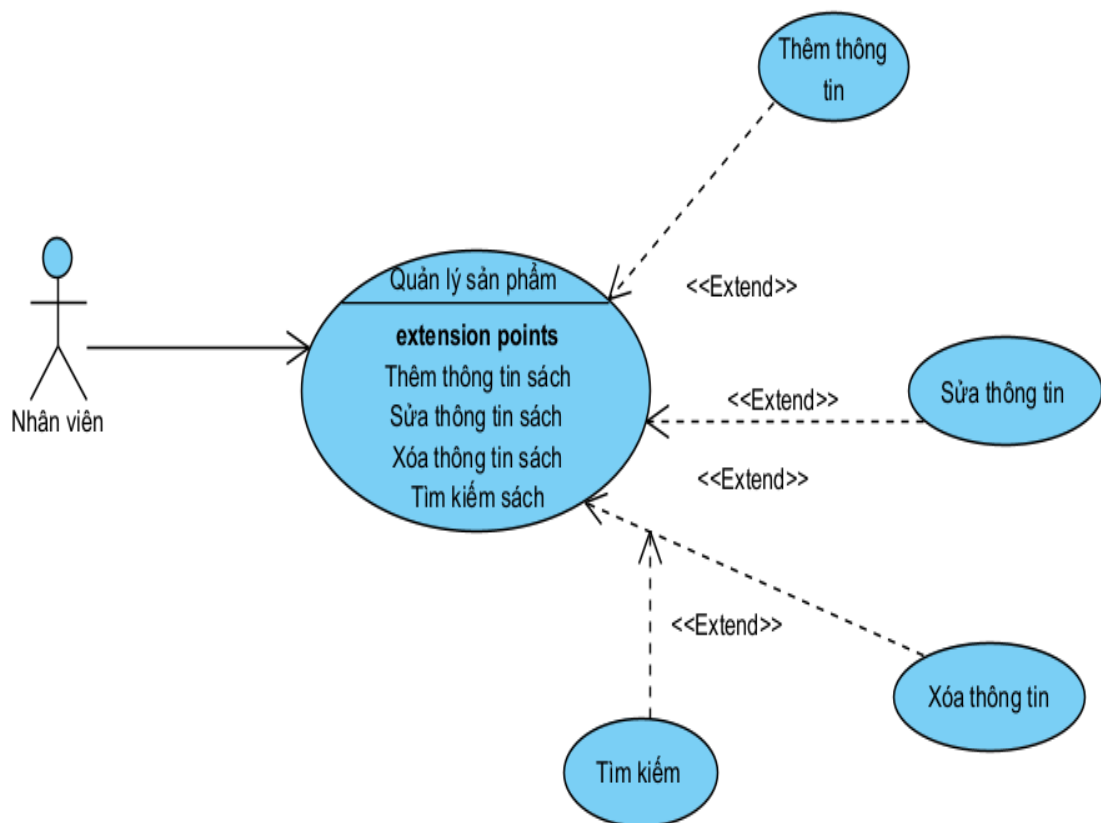 Thêm thông
tin
Quản lý sản phẩm
<<Extend>>
extension points
Thêm thông tin sách
Sửa thông tin sách
Xóa thông tin sách
Tìm kiếm sách
Nhân viên
<<Extend>>
Sửa thông tin
<<Extend>>
<<Extend>>
Xóa thông tin
Tìm kiếm